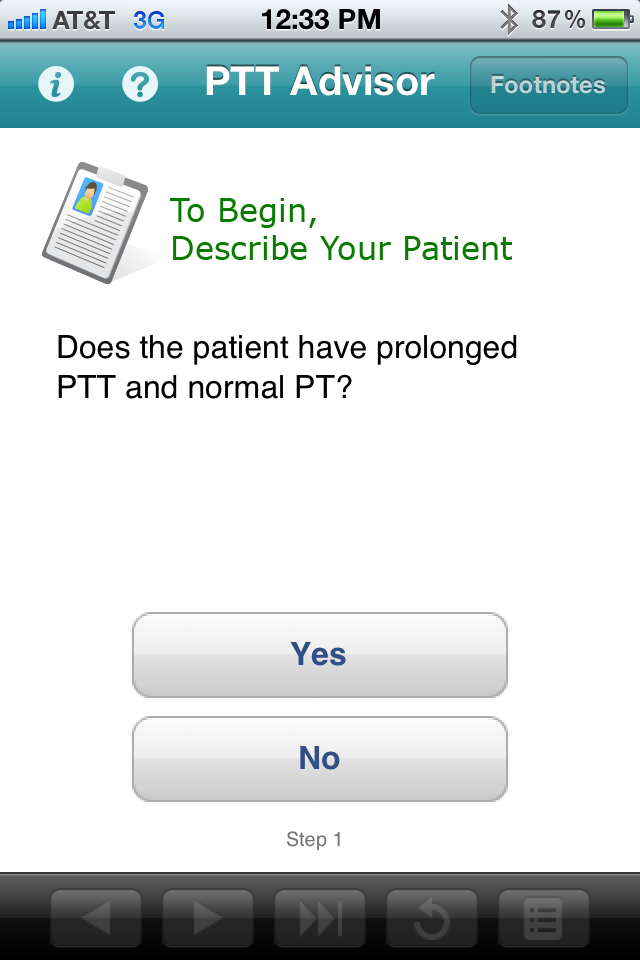 AT&T 3G 12:33 PM 87%
i ? PTT Advisor Footnotes
To Begin,
Describe Your Patient
Does the patient have prolonged
PTT and normal PT?
Yes
No
Step 1